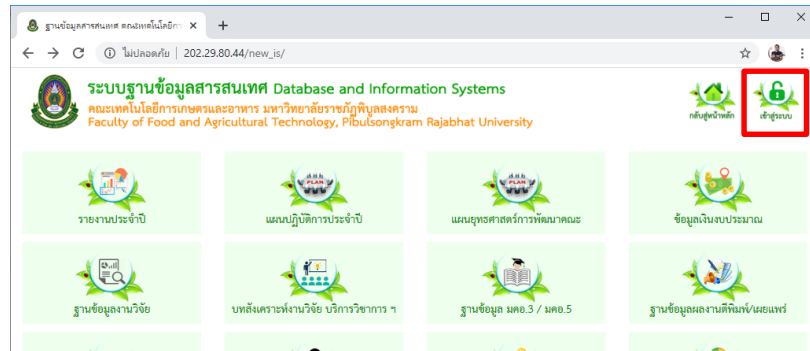 ฐานข้อมูลสารสนเทศ คณะเทคโนโลยีกา
ไม่ปลอดภัย | 202.29.80.44/new_is/
ระบบฐานข้อมูลสารสนเทศ Database and Information Systems
คณะเทคโนโลยีการเกษตรและอาหาร มหาวิทยาลัยราชภัฏพิบูลสงคราม
Faculty of Food and Agricultural Technology, Pibulsongkram Rajabhat University
กลับสู่หน้าหลัก
เข้าสู่ระบบ
PLAN
PLAN
รายงานประจำปี
แผนปฏิบัติการประจำปี
แผนยุทธศาสตร์การพัฒนาคณะ
ข้อมูลเงินงบประมาณ
ฐานข้อมูลงานวิจัย
บทสังเคราะห์งานวิจัย บริการวิชาการ ฯ
ฐานข้อมูล มคอ.3 / มคอ.5
ฐานข้อมูลผลงานตีพิมพ์/เผยแพร่